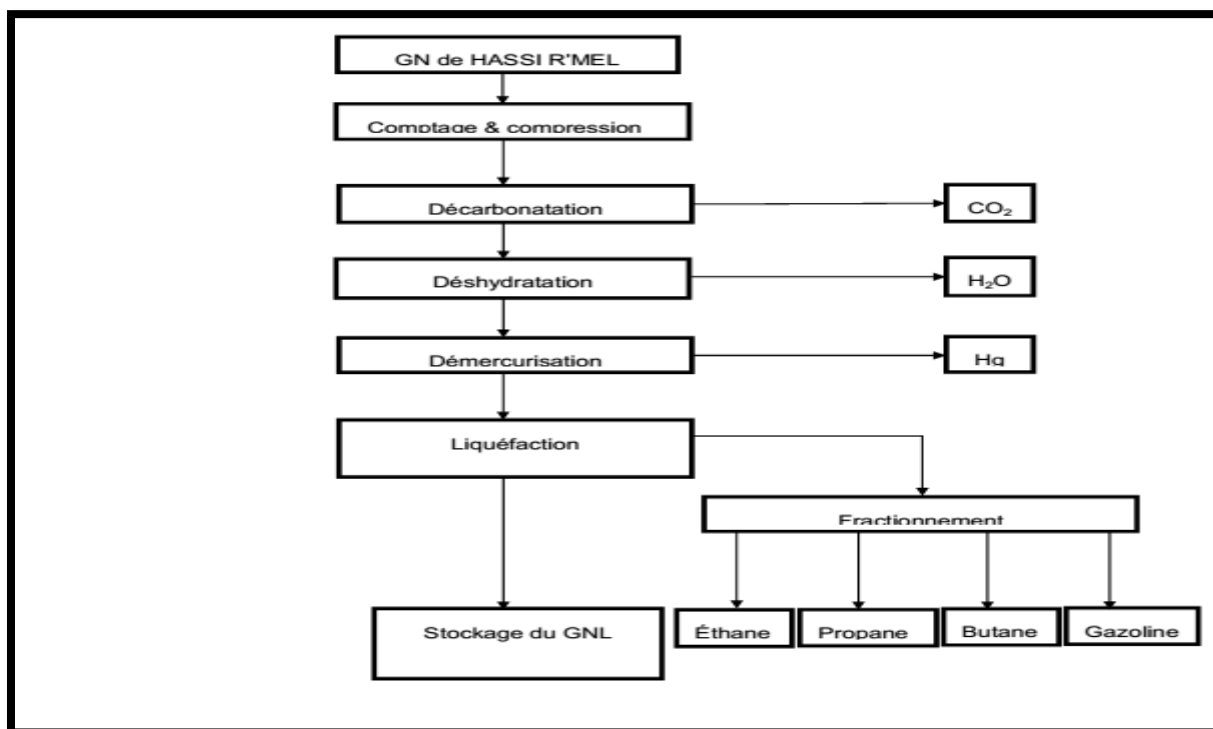 GN de HASSI R'MEL
Comptage & compression
Décarbonatation
CO₂
Déshydratation
H₂O
Démercurisation
Hg
Liquéfaction
Fractionnement
Stockage du GNL
Éthane
Propane
Butane
Gazoline